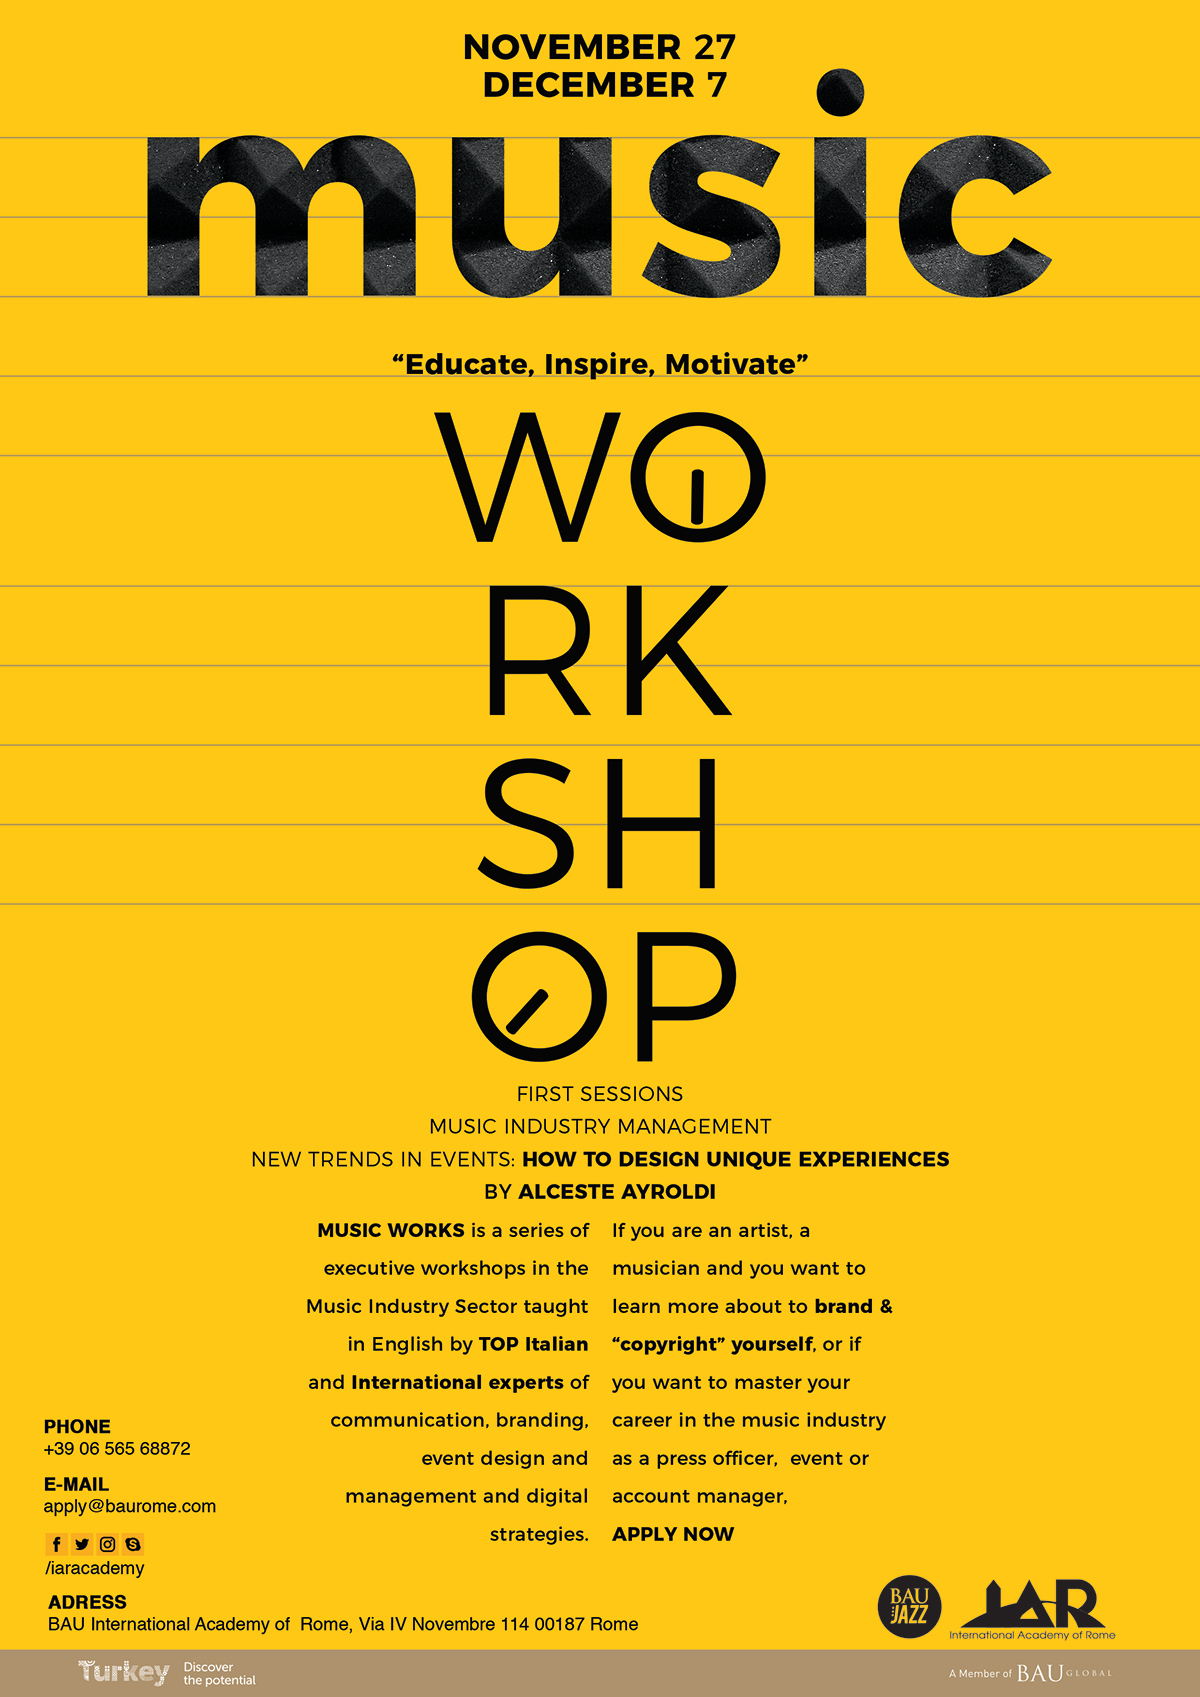 NOVEMBER 27
DECEMBER 7
music
“Educate, Inspire, Motivate”
WO
RK
SH
OP
FIRST SESSIONS
MUSIC INDUSTRY MANAGEMENT
NEW TRENDS IN EVENTS: HOW TO DESIGN UNIQUE EXPERIENCES
BY ALCESTE AYROLDI
MUSIC WORKS is a series of
executive workshops in the
Music Industry Sector taught
in English by TOP Italian
and International experts of
communication, branding,
event design and
management and digital
strategies.
If you are an artist, a
musician and you want to
learn more about to brand &
“copyright” yourself, or if
you want to master your
career in the music industry
as a press officer, event or
account manager,
APPLY NOW
PHONE
+39 06 565 68872
E-MAIL
apply@baurome.com
/iaracademy
ADRESS
BAU International Academy of Rome, Via IV Novembre 114 00187 Rome
BAU
JAZZ
IAR
International Academy of Rome
Turkey
Discover
the potential
A Member of BAU GLOBAL